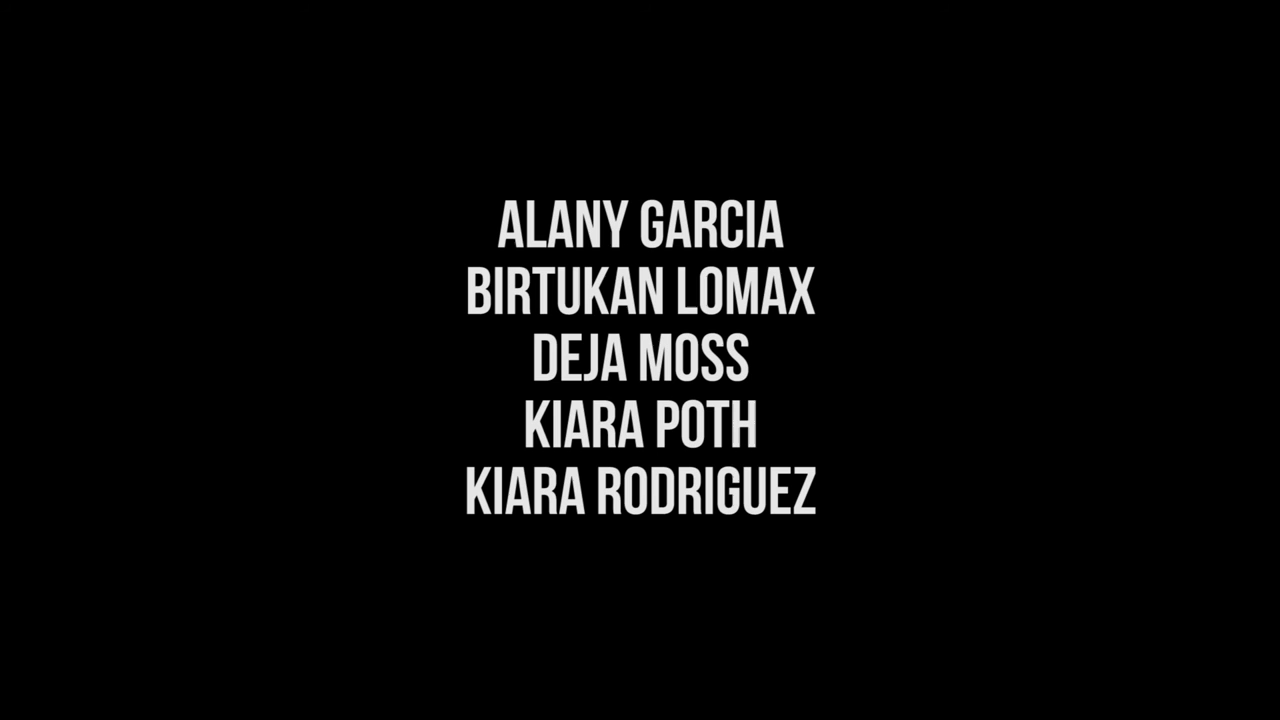 ALANY GARCIA
BIRTUKAN LOMAX
DEJA MOSS
KIARA POTH
KIARA RODRIGUEZ